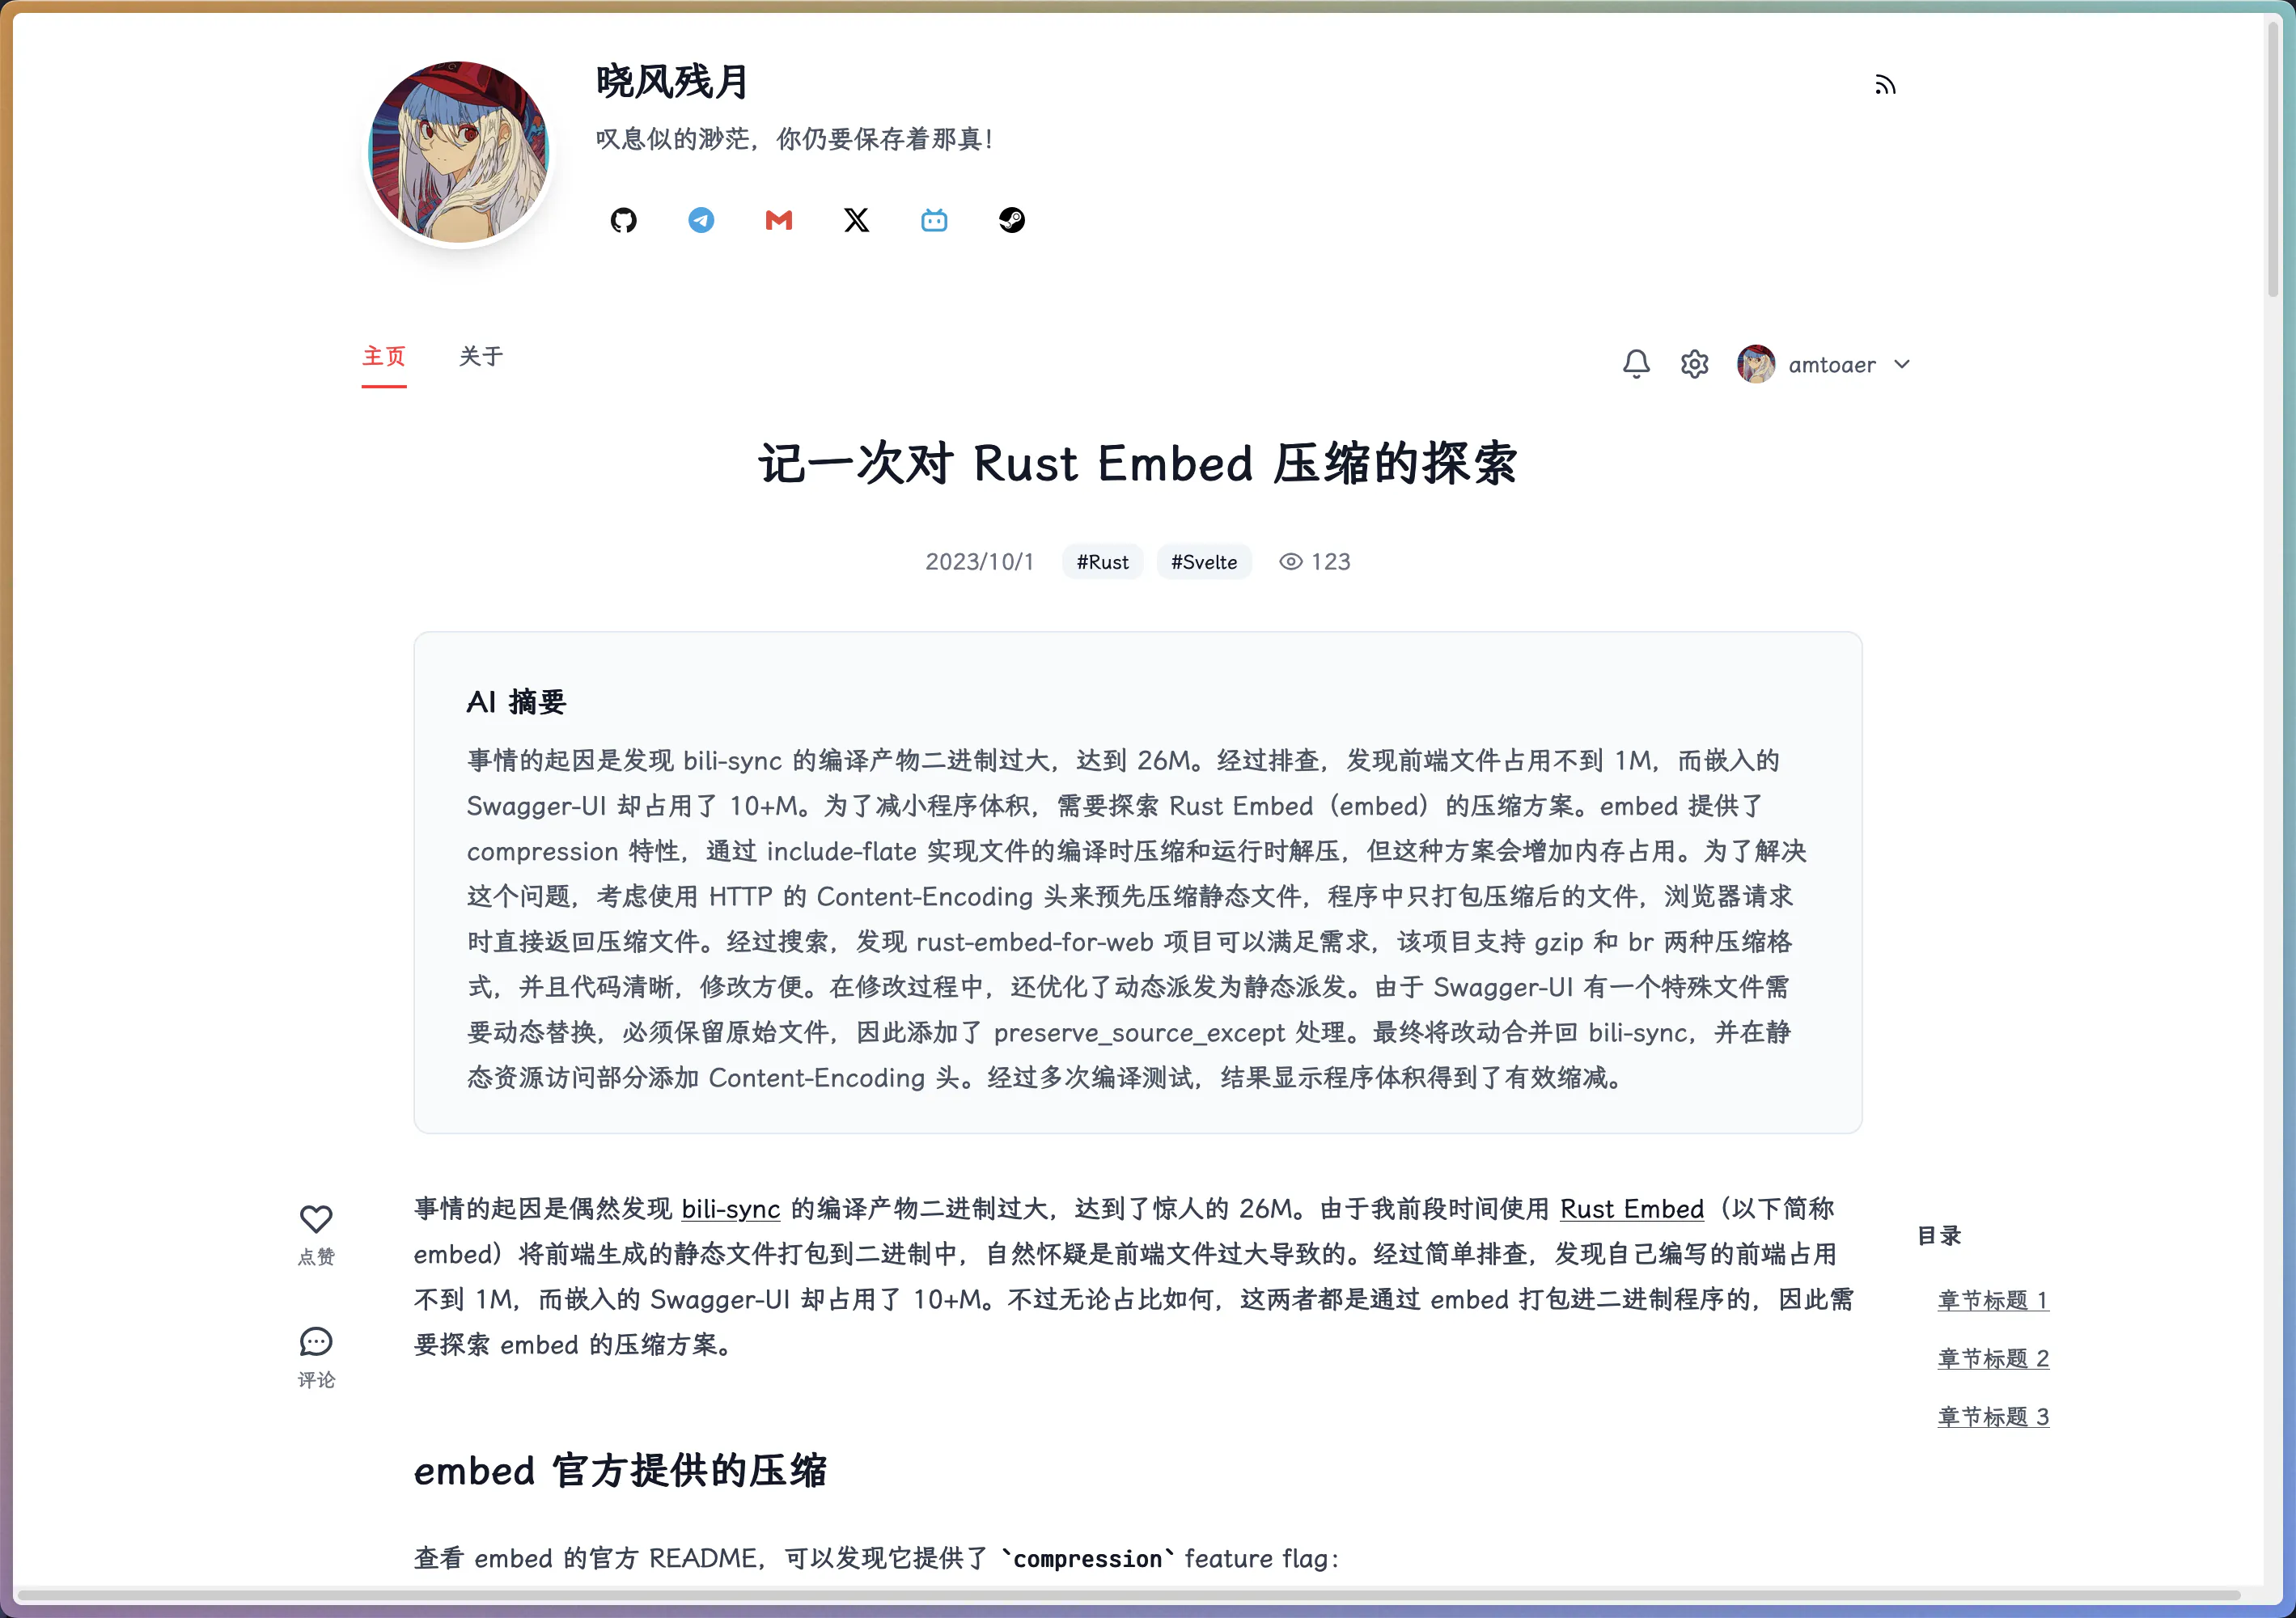 晓风残月
叹息似的渺茫，你仍要保存着那真！
主页
关于
amtoaer
记一次对 Rust Embed 压缩的探索
2023/10/1 #Rust #Svelte 123
AI 摘要
事情的起因是发现 bili-sync 的编译产物二进制过大，达到 26M。经过排查，发现前端文件占用不到 1M，而嵌入的
Swagger-UI 却占用了 10+M。为了减小程序体积，需要探索 Rust Embed（embed）的压缩方案。embed 提供了
compression 特性，通过 include-flate 实现文件的编译时压缩和运行时解压，但这种方案会增加内存占用。为了解决
这个问题，考虑使用 HTTP 的 Content-Encoding 头来预先压缩静态文件，程序中只打包压缩后的文件，浏览器请求
时直接返回压缩文件。经过搜索，发现 rust-embed-for-web 项目可以满足需求，该项目支持 gzip 和 br 两种压缩格
式，并且代码清晰，修改方便。在修改过程中，还优化了动态派发为静态派发。由于 Swagger-UI 有一个特殊文件需
要动态替换，必须保留原始文件，因此添加了 preserve_source_except 处理。最终将改动合并回 bili-sync，并在静
态资源访问部分添加 Content-Encoding 头。经过多次编译测试，结果显示程序体积得到了有效缩减。
点赞
评论
事情的起因是偶然发现 bili-sync 的编译产物二进制过大，达到了惊人的 26M。由于我前段时间使用 Rust Embed（以下简称
embed）将前端生成的静态文件打包到二进制中，自然怀疑是前端文件过大导致的。经过简单排查，发现自己编写的前端占用
不到 1M，而嵌入的 Swagger-UI 却占用了 10+M。不过无论占比如何，这两者都是通过 embed 打包进二进制程序的，因此需
要探索 embed 的压缩方案。
embed 官方提供的压缩
查看 embed 的官方 README，可以发现它提供了 `compression` feature flag：
目录
章节标题 1
章节标题 2
章节标题 3